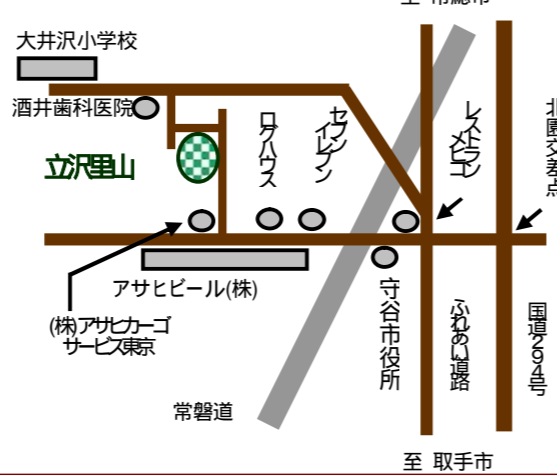 至 常総市
大井沢小学校
酒井歯科医院
立沢里山
ログハウス
セブン
イレブン
レストラン
メヒコ
北園交差点
アサヒビール(株)
(株)アサヒカーゴ
サービス東京
守谷市役所
ふれあい道路
国道294号
常磐道
至 取手市